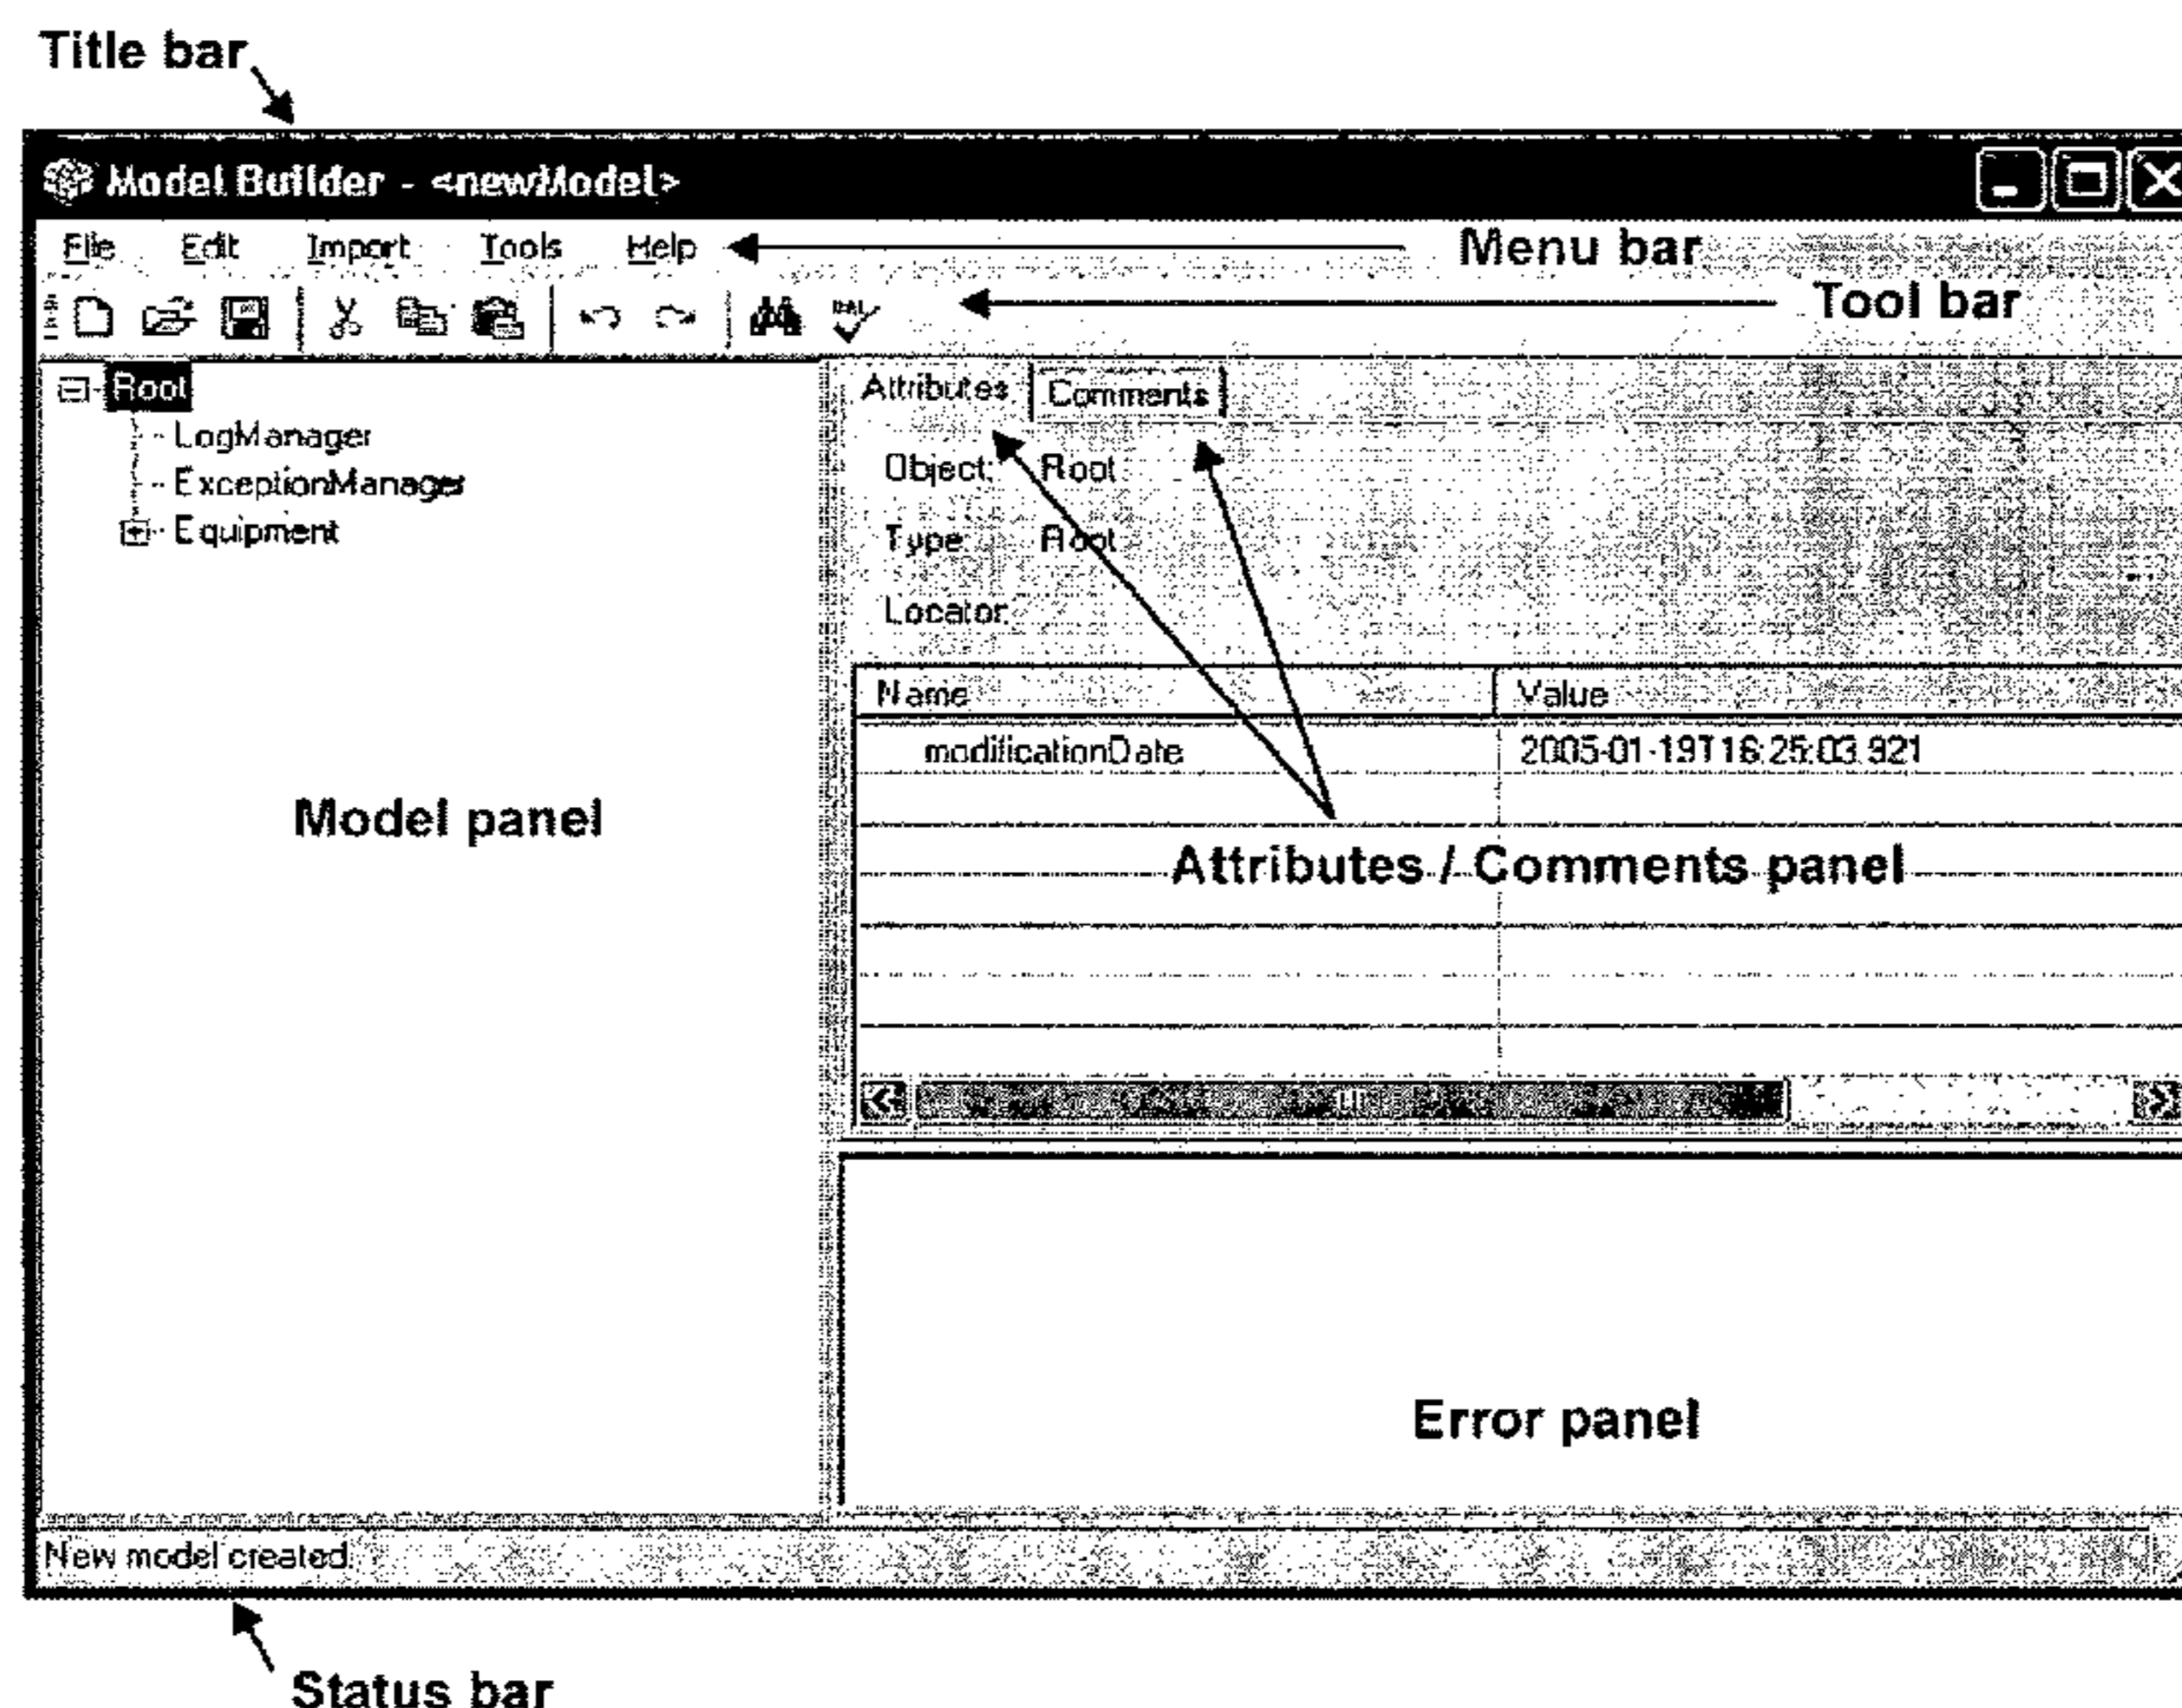 Title bar
Model Builder - <newModel>
File Edit Import Tools Help
Menu bar
Tool bar
Root
LogManager
ExceptionManager
Equipment
Attributes Comments
Object: Root
Type: Root
Locator:
Name Value
modificationDate 2005-01-19T16:25:03.921
Model panel
Attributes / Comments panel
Error panel
New model created.
Status bar